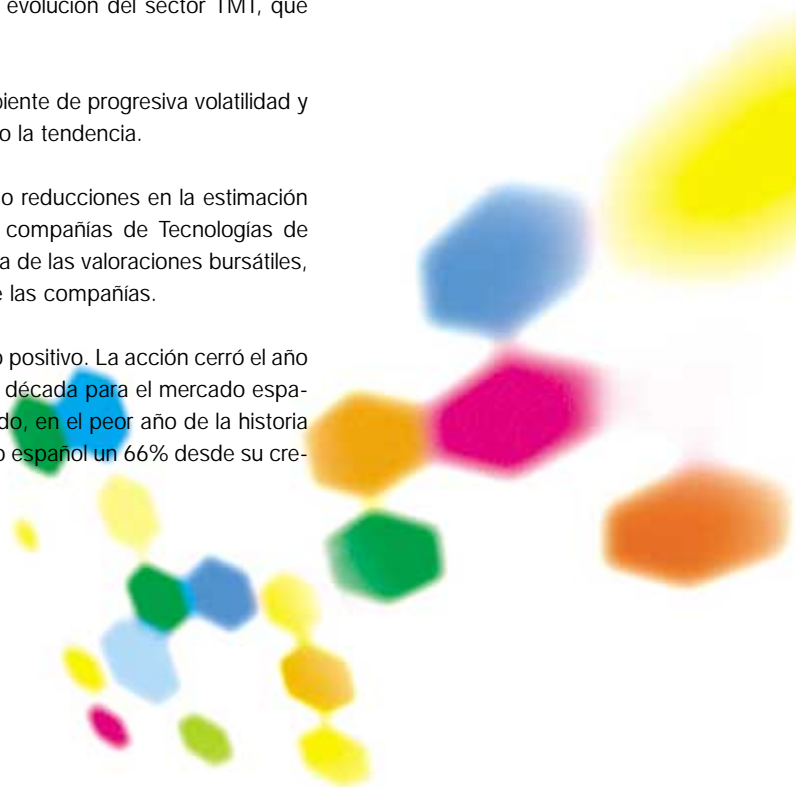 evolución del sector TMT, que
biente de progresiva volatilidad y
o la tendencia.
o reducciones en la estimación
compañías de Tecnologías de
a de las valoraciones bursátiles,
e las compañías.
o positivo. La acción cerró el año
década para el mercado espa-
do, en el peor año de la historia
o español un 66% desde su cre-